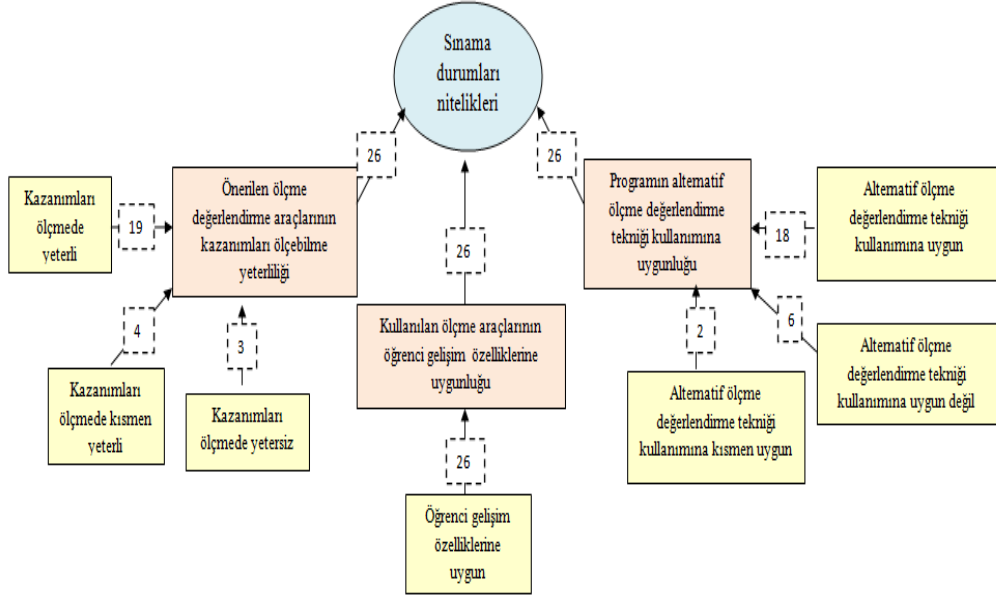 Sınama
durumları
nitelikleri
26
26
26
Önerilen ölçme
değerlendirme araçlarının
kazanımları ölçebilme
yeterliliği
Programın alternatif
ölçme değerlendirme
tekniği kullanımına
uygunluğu
Kazanımları
ölçmede
yeterli
19
Alternatif ölçme
değerlendirme tekniği
kullanımına uygun
18
Kullanılan ölçme araçlarının
öğrenci gelişim özelliklerine
uygunluğu
4
3
2
6
Kazanımları
ölçmede kısmen
yeterli
Kazanımları
ölçmede yetersiz
Alternatif ölçme
değerlendirme tekniği
kullanımına kısmen uygun
Alternatif ölçme
değerlendirme tekniği
kullanımına uygun değil
26
Öğrenci gelişim
özelliklerine
uygun